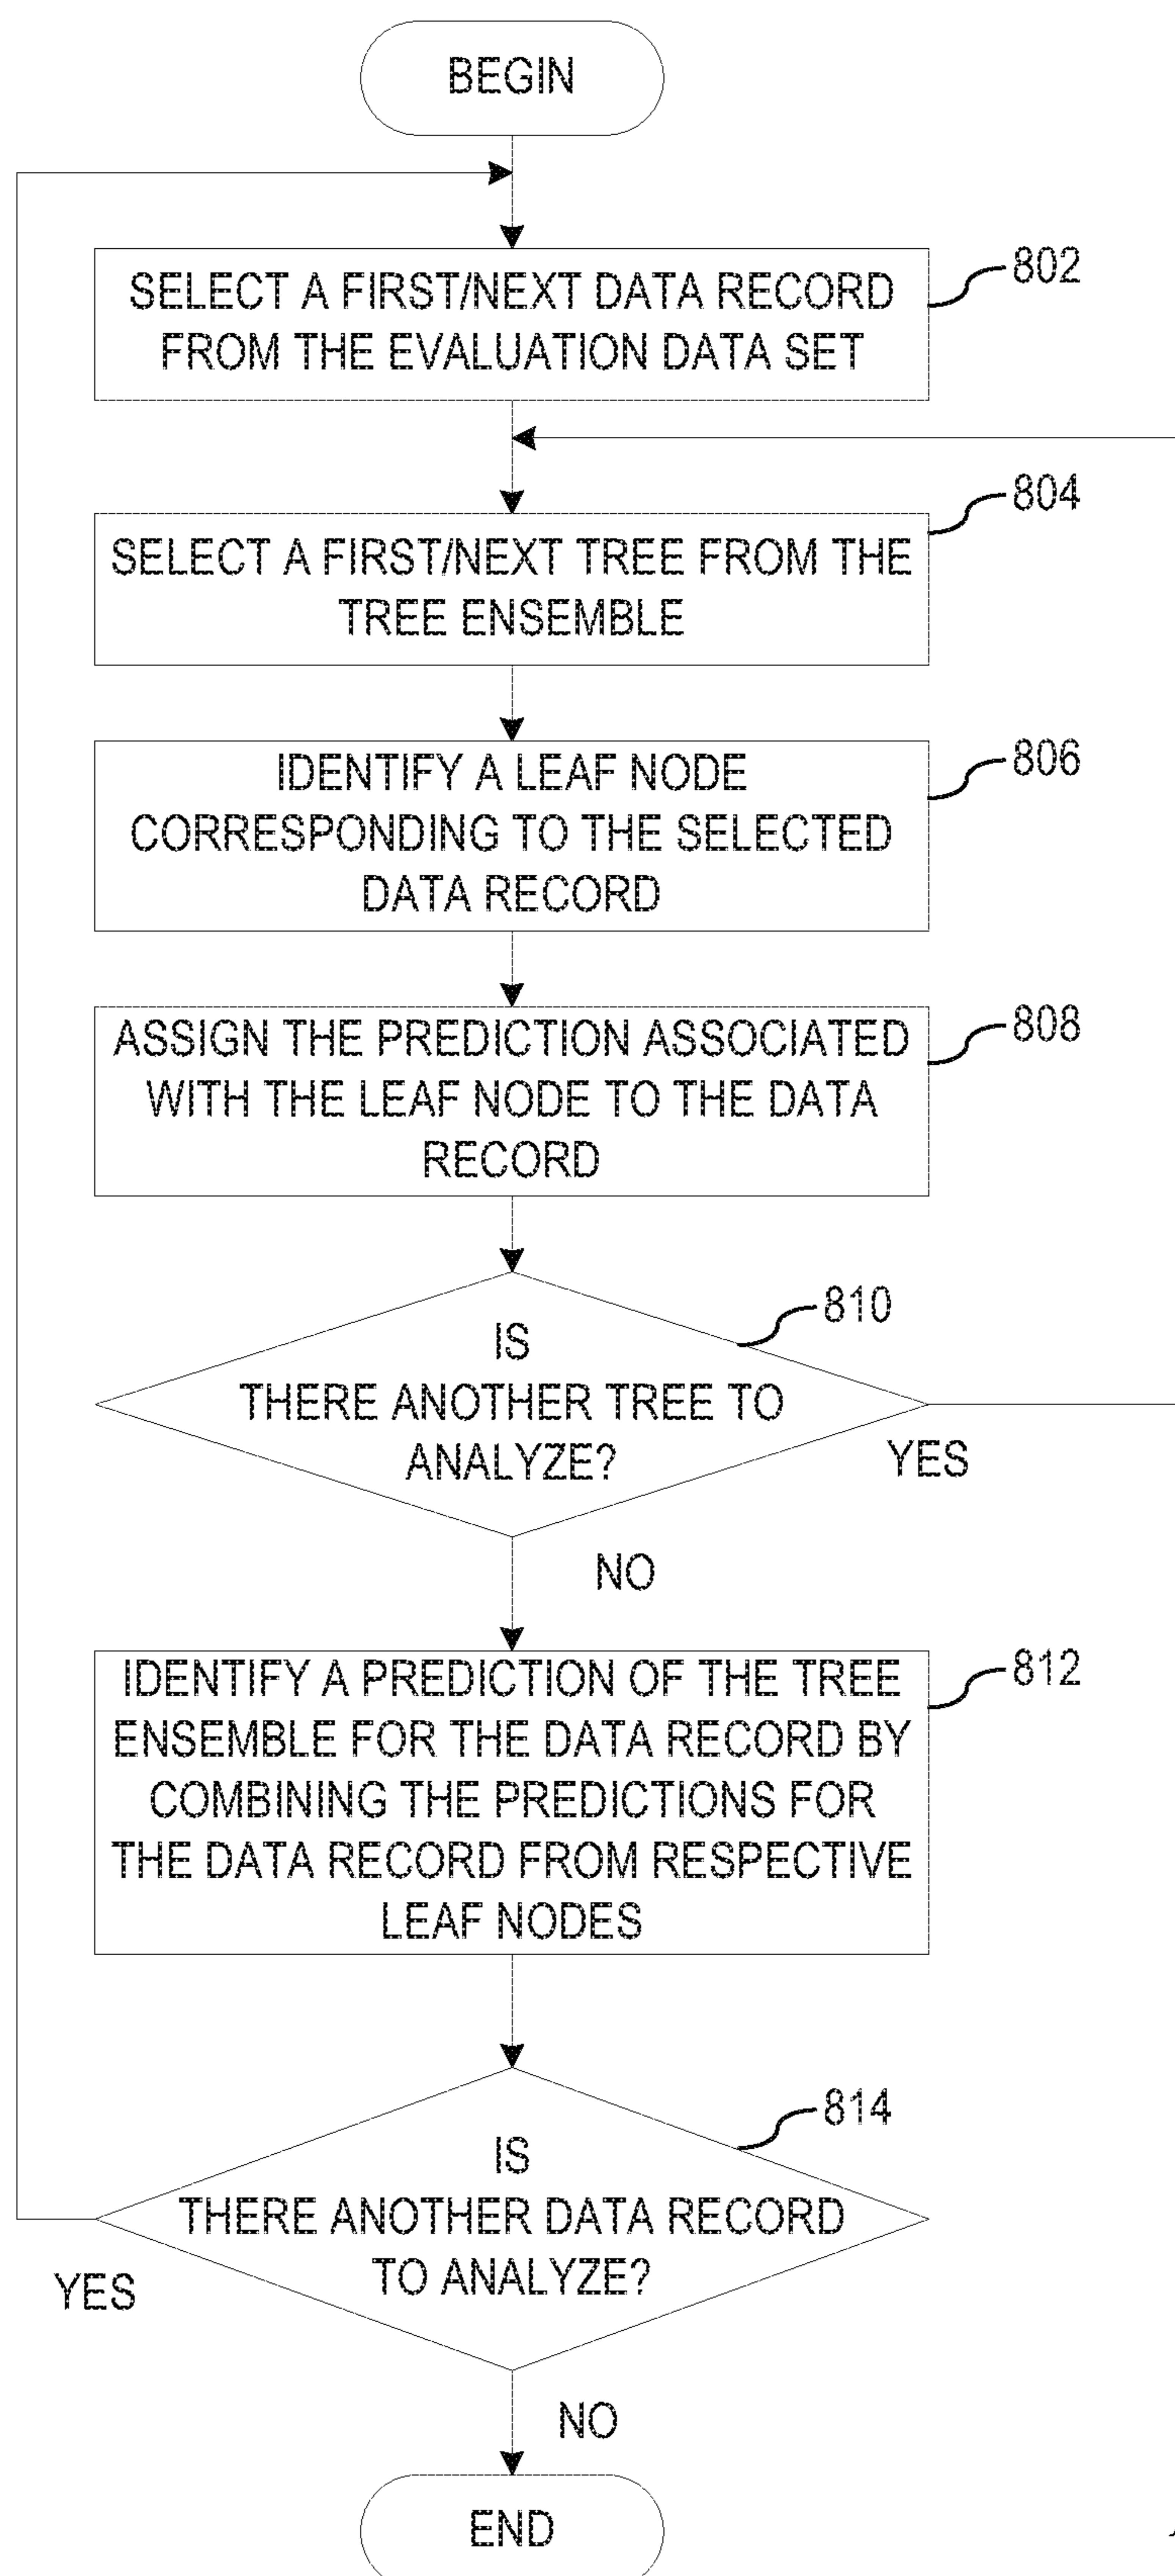 BEGIN
SELECT A FIRST/NEXT DATA RECORD
FROM THE EVALUATION DATA SET
802
SELECT A FIRST/NEXT TREE FROM THE
TREE ENSEMBLE
804
IDENTIFY A LEAF NODE
CORRESPONDING TO THE SELECTED
DATA RECORD
806
ASSIGN THE PREDICTION ASSOCIATED
WITH THE LEAF NODE TO THE DATA
RECORD
808
IS
THERE ANOTHER TREE TO
ANALYZE?
810
YES
NO
IDENTIFY A PREDICTION OF THE TREE
ENSEMBLE FOR THE DATA RECORD BY
COMBINING THE PREDICTIONS FOR
THE DATA RECORD FROM RESPECTIVE
LEAF NODES
812
IS
THERE ANOTHER DATA RECORD
TO ANALYZE?
814
YES
NO
END